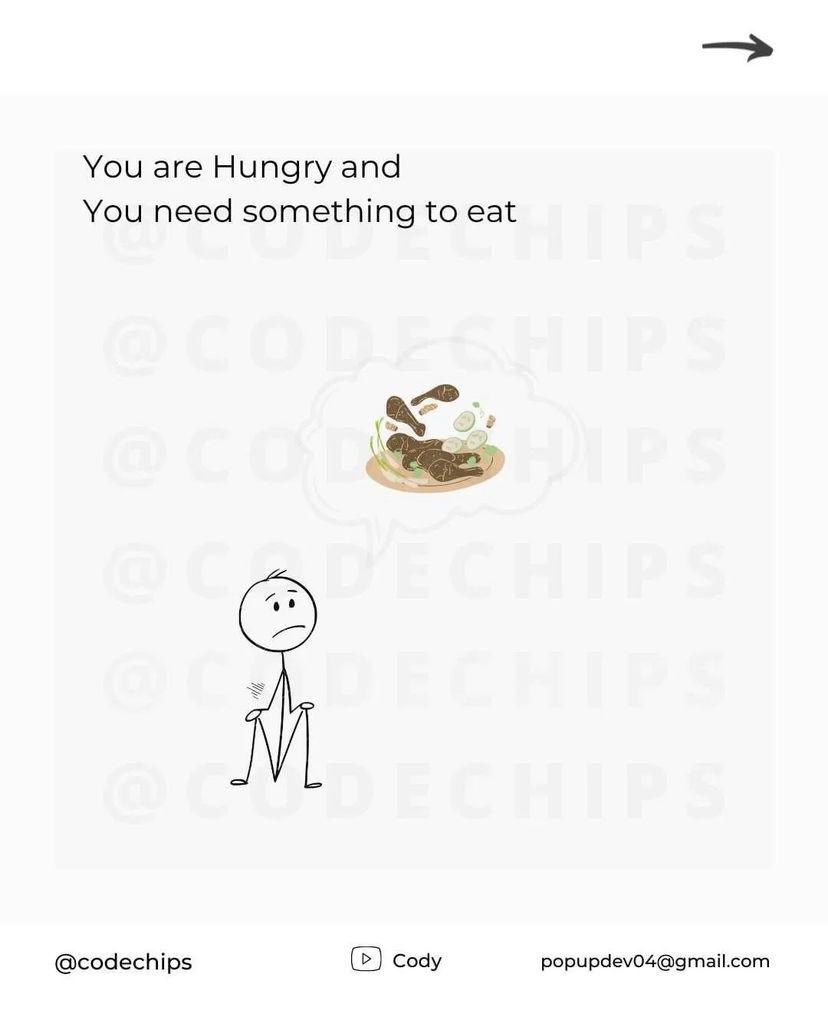 You are Hungry and
You need something to eat
@CODECHIPS
@CODECHIPS
@CODECHIPS
@CODECHIPS
@CODECHIPS
@CODECHIPS
@codechips
Cody
popupdev04@gmail.com